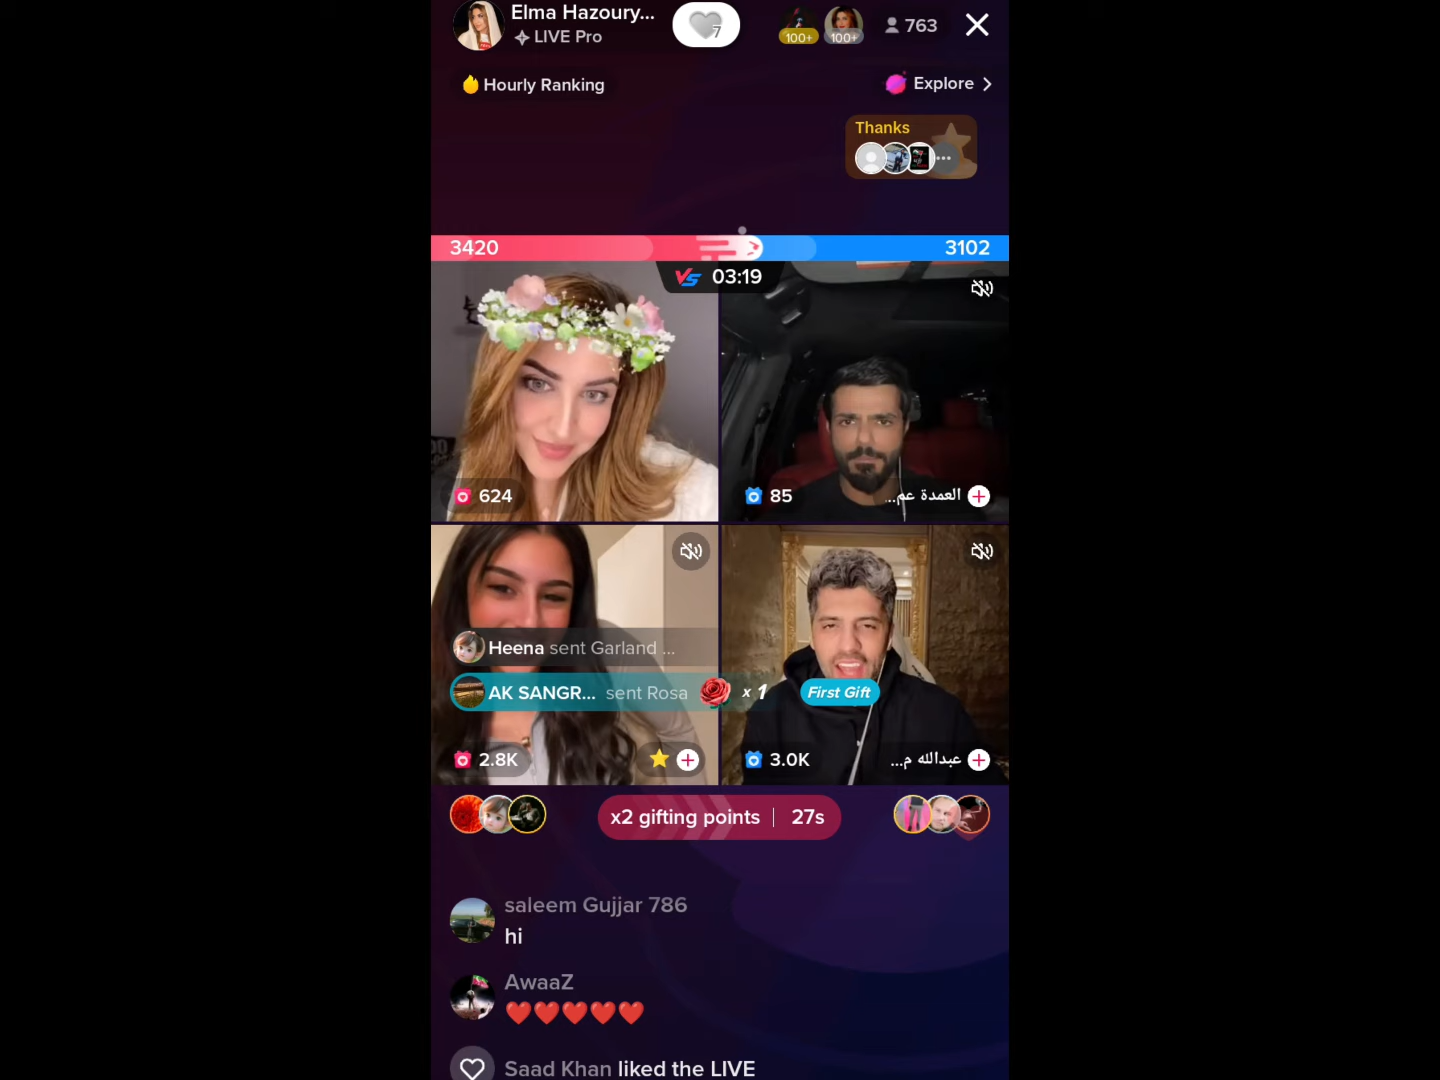 Elma Hazoury...
LIVE Pro
7
100+
100+
763
Hourly Ranking
Explore
Thanks
3420
3102
VS 03:19
624
85
العمدة عم...
Heena sent Garland ...
AK SANGR... sent Rosa x 1 First Gift
2.8K
3.0K
عبدالله م...
x2 gifting points | 27s
saleem Gujjar 786
hi
AwaaZ
❤️❤️❤️❤️❤️
Saad Khan liked the LIVE